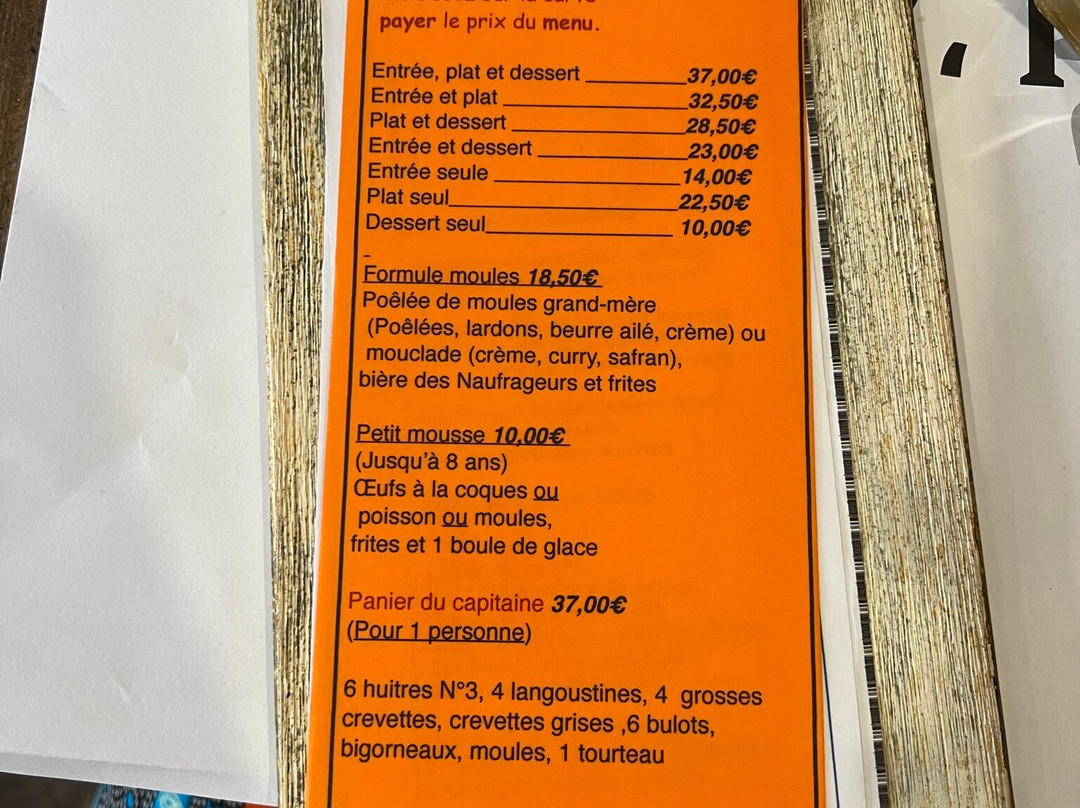 payer le prix du menu.
Entrée, plat et dessert 37,00€
Entrée et plat 32,50€
Plat et dessert 28,50€
Entrée et dessert 23,00€
Entrée seule 14,00€
Plat seul 22,50€
Dessert seul 10,00€
Formule moules 18,50€
Poêlée de moules grand-mère
(Poêlées, lardons, beurre ailé, crème) ou
mouclade (crème, curry, safran),
bière des Naufrageurs et frites
Petit mousse 10,00€
(Jusqu'à 8 ans)
Œufs à la coques ou
poisson ou moules,
frites et 1 boule de glace
Panier du capitaine 37,00€
(Pour 1 personne)
6 huitres N°3, 4 langoustines, 4 grosses
crevettes, crevettes grises ,6 bulots,
bigorneaux, moules, 1 tourteau